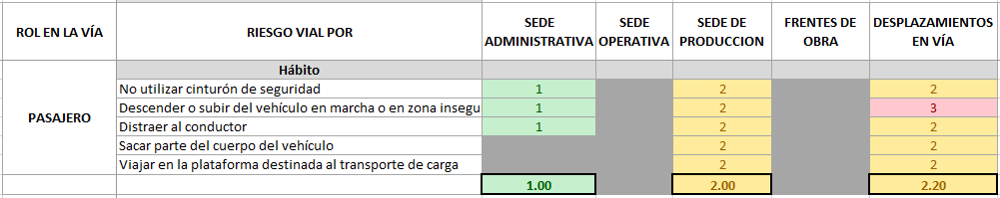 ROL EN LA VÍA RIESGO VIAL POR SEDE ADMINISTRATIVA SEDE OPERATIVA SEDE DE PRODUCCION FRENTES DE OBRA DESPLAZAMIENTOS EN VÍA
PASAJERO
Hábito
No utilizar cinturón de seguridad 1 2 2
Descender o subir del vehículo en marcha o en zona insegu 1 2 3
Distraer al conductor 1 2 2
Sacar parte del cuerpo del vehículo 2 2
Viajar en la plataforma destinada al transporte de carga 2 2
1.00 2.00 2.20